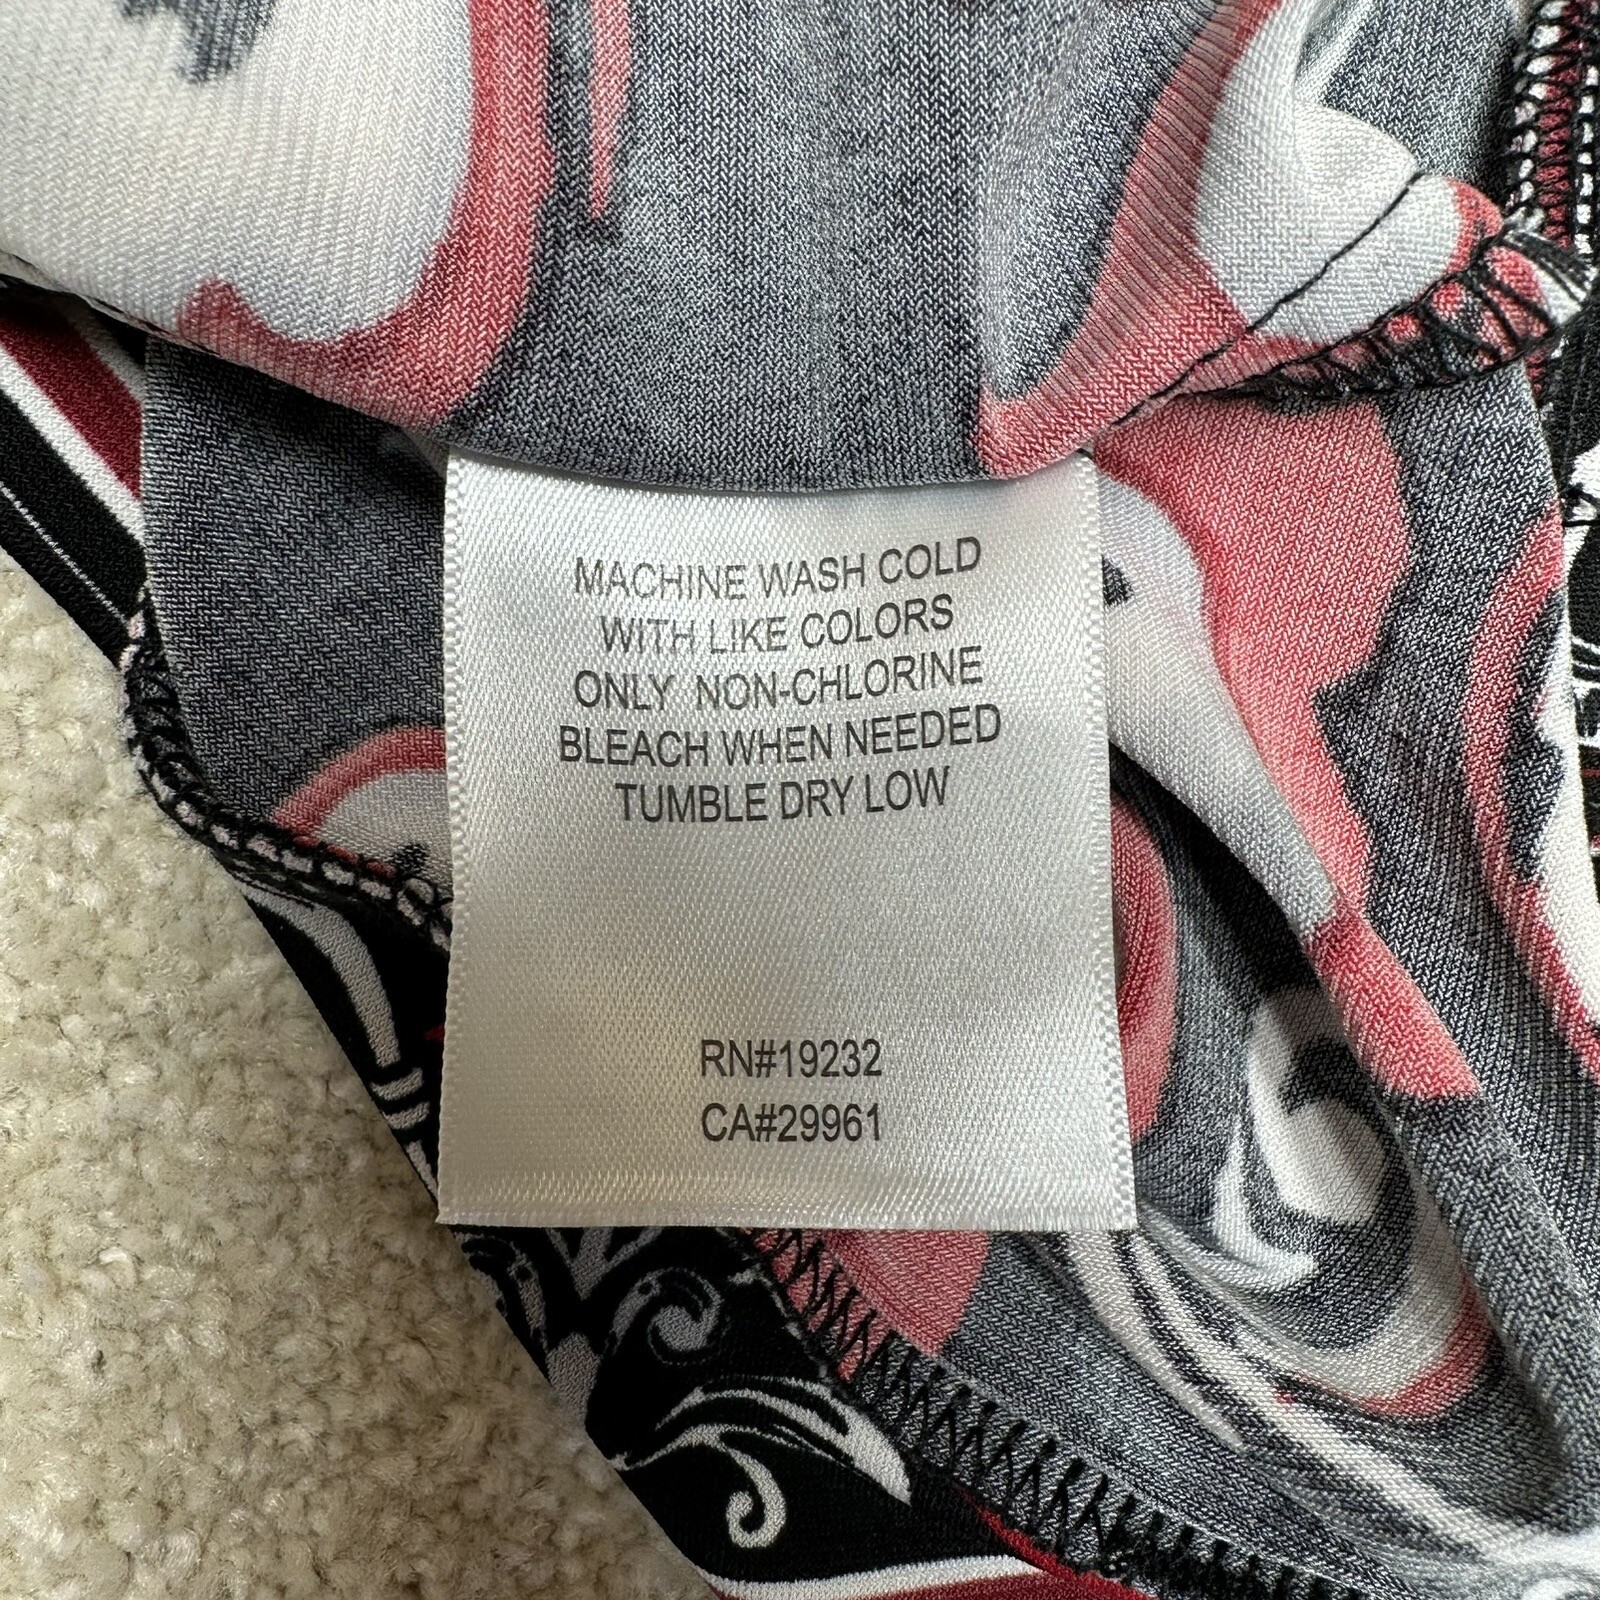 MACHINE WASH COLD
WITH LIKE COLORS
ONLY NON-CHLORINE
BLEACH WHEN NEEDED
TUMBLE DRY LOW
RN#19232
CA#29961